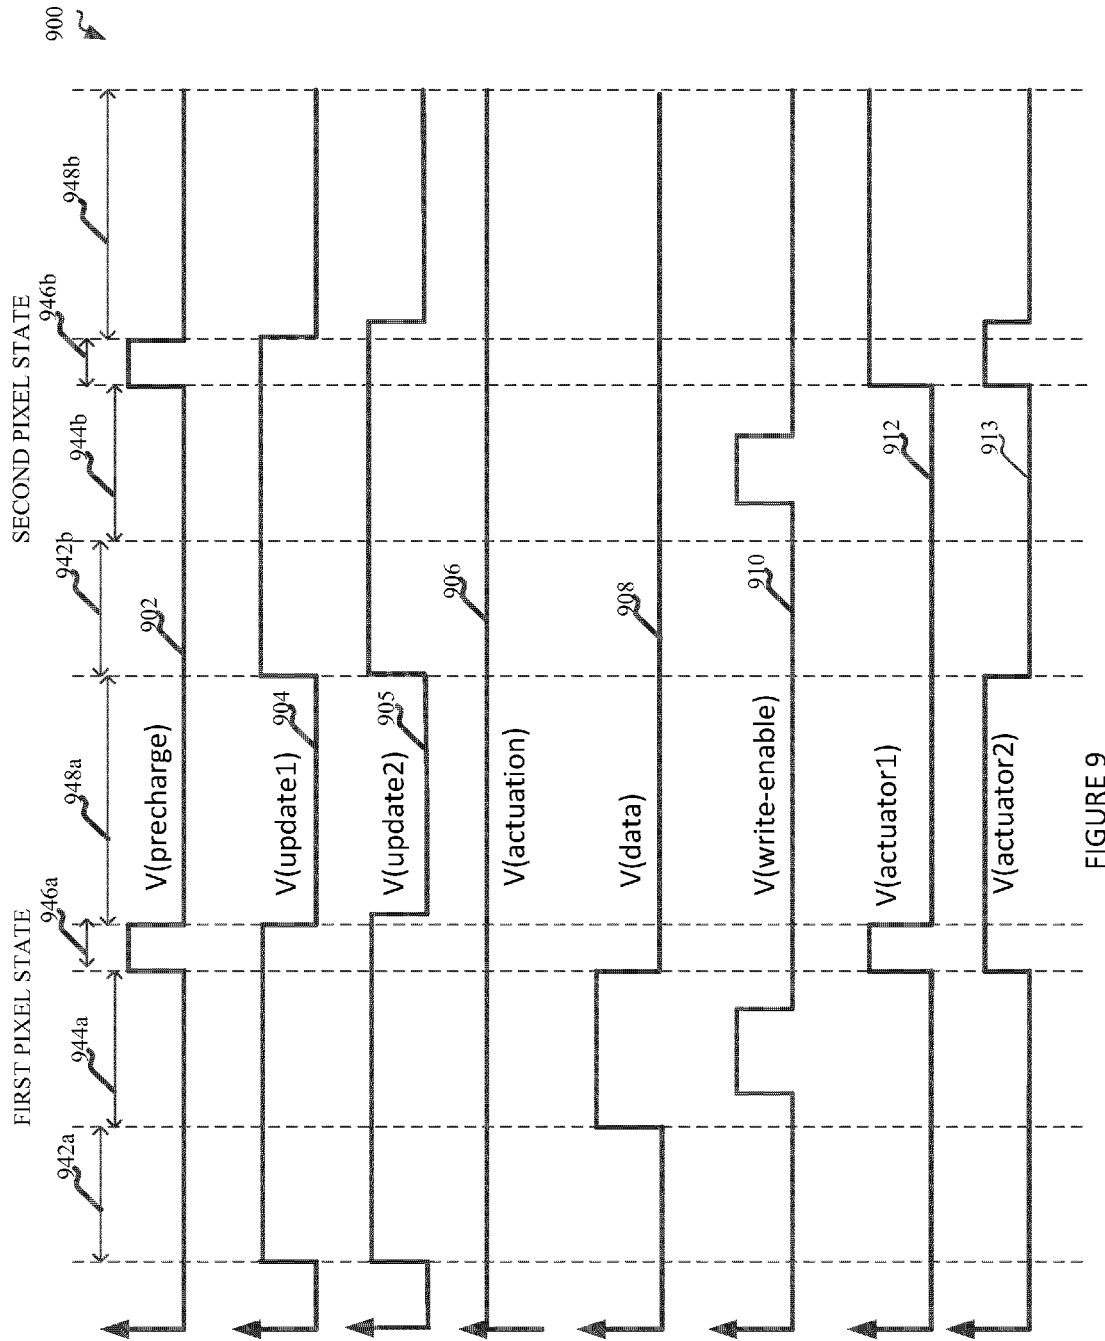 900
FIRST PIXEL STATE
SECOND PIXEL STATE
942a
944a
946a
948a
942b
944b
946b
948b
V(precharge)
902
V(update1)
904
V(update2)
905
V(actuation)
906
V(data)
908
V(write-enable)
910
V(actuator1)
912
V(actuator2)
913
FIGURE 9